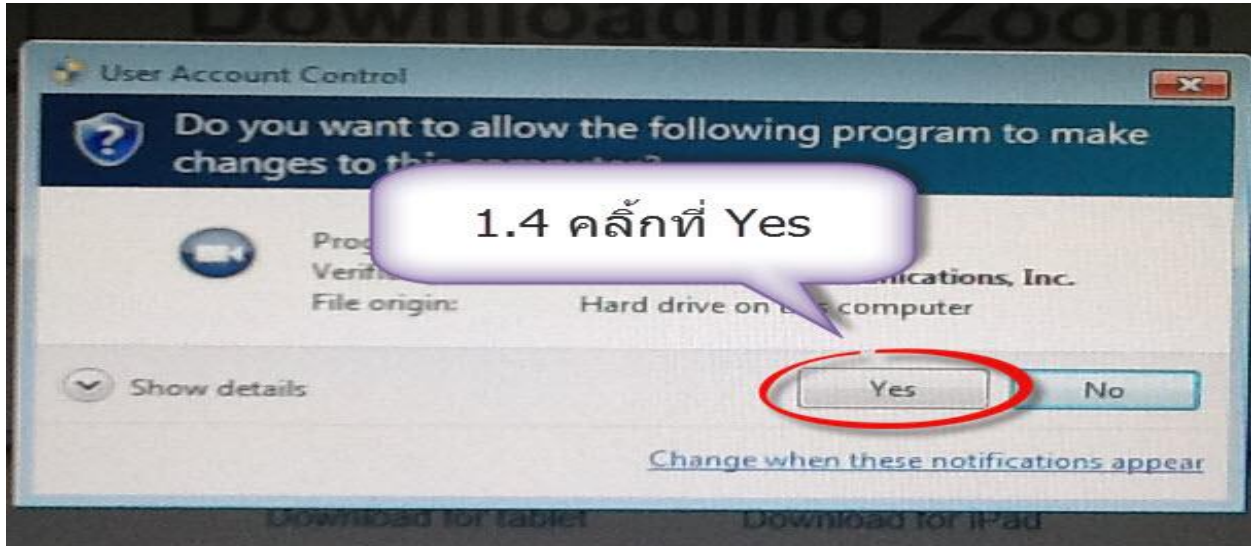 Downloading Zoom
User Account Control
Do you want to allow the following program to make
changes to this computer?
1.4 คลิ้กที่ Yes
Inc.
File origin: Hard drive on this computer
Show details
Yes
No
Change when these notifications appear
Download for tablet
Download for iPad